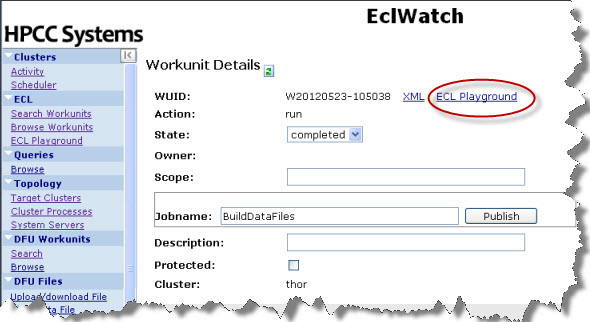 EclWatch
HPCC Systems
Clusters
Activity
Scheduler
ECL
Search Workunits
Browse Workunits
ECL Playground
Queries
Browse
Topology
Target Clusters
Cluster Processes
System Servers
DFU Workunits
Search
Browse
DFU Files
Upload/download File
File
Workunit Details
WUID: W20120523-105038 XML ECL Playground
Action: run
State: completed
Owner:
Scope:
Jobname: BuildDataFiles Publish
Description:
Protected:
Cluster: thor